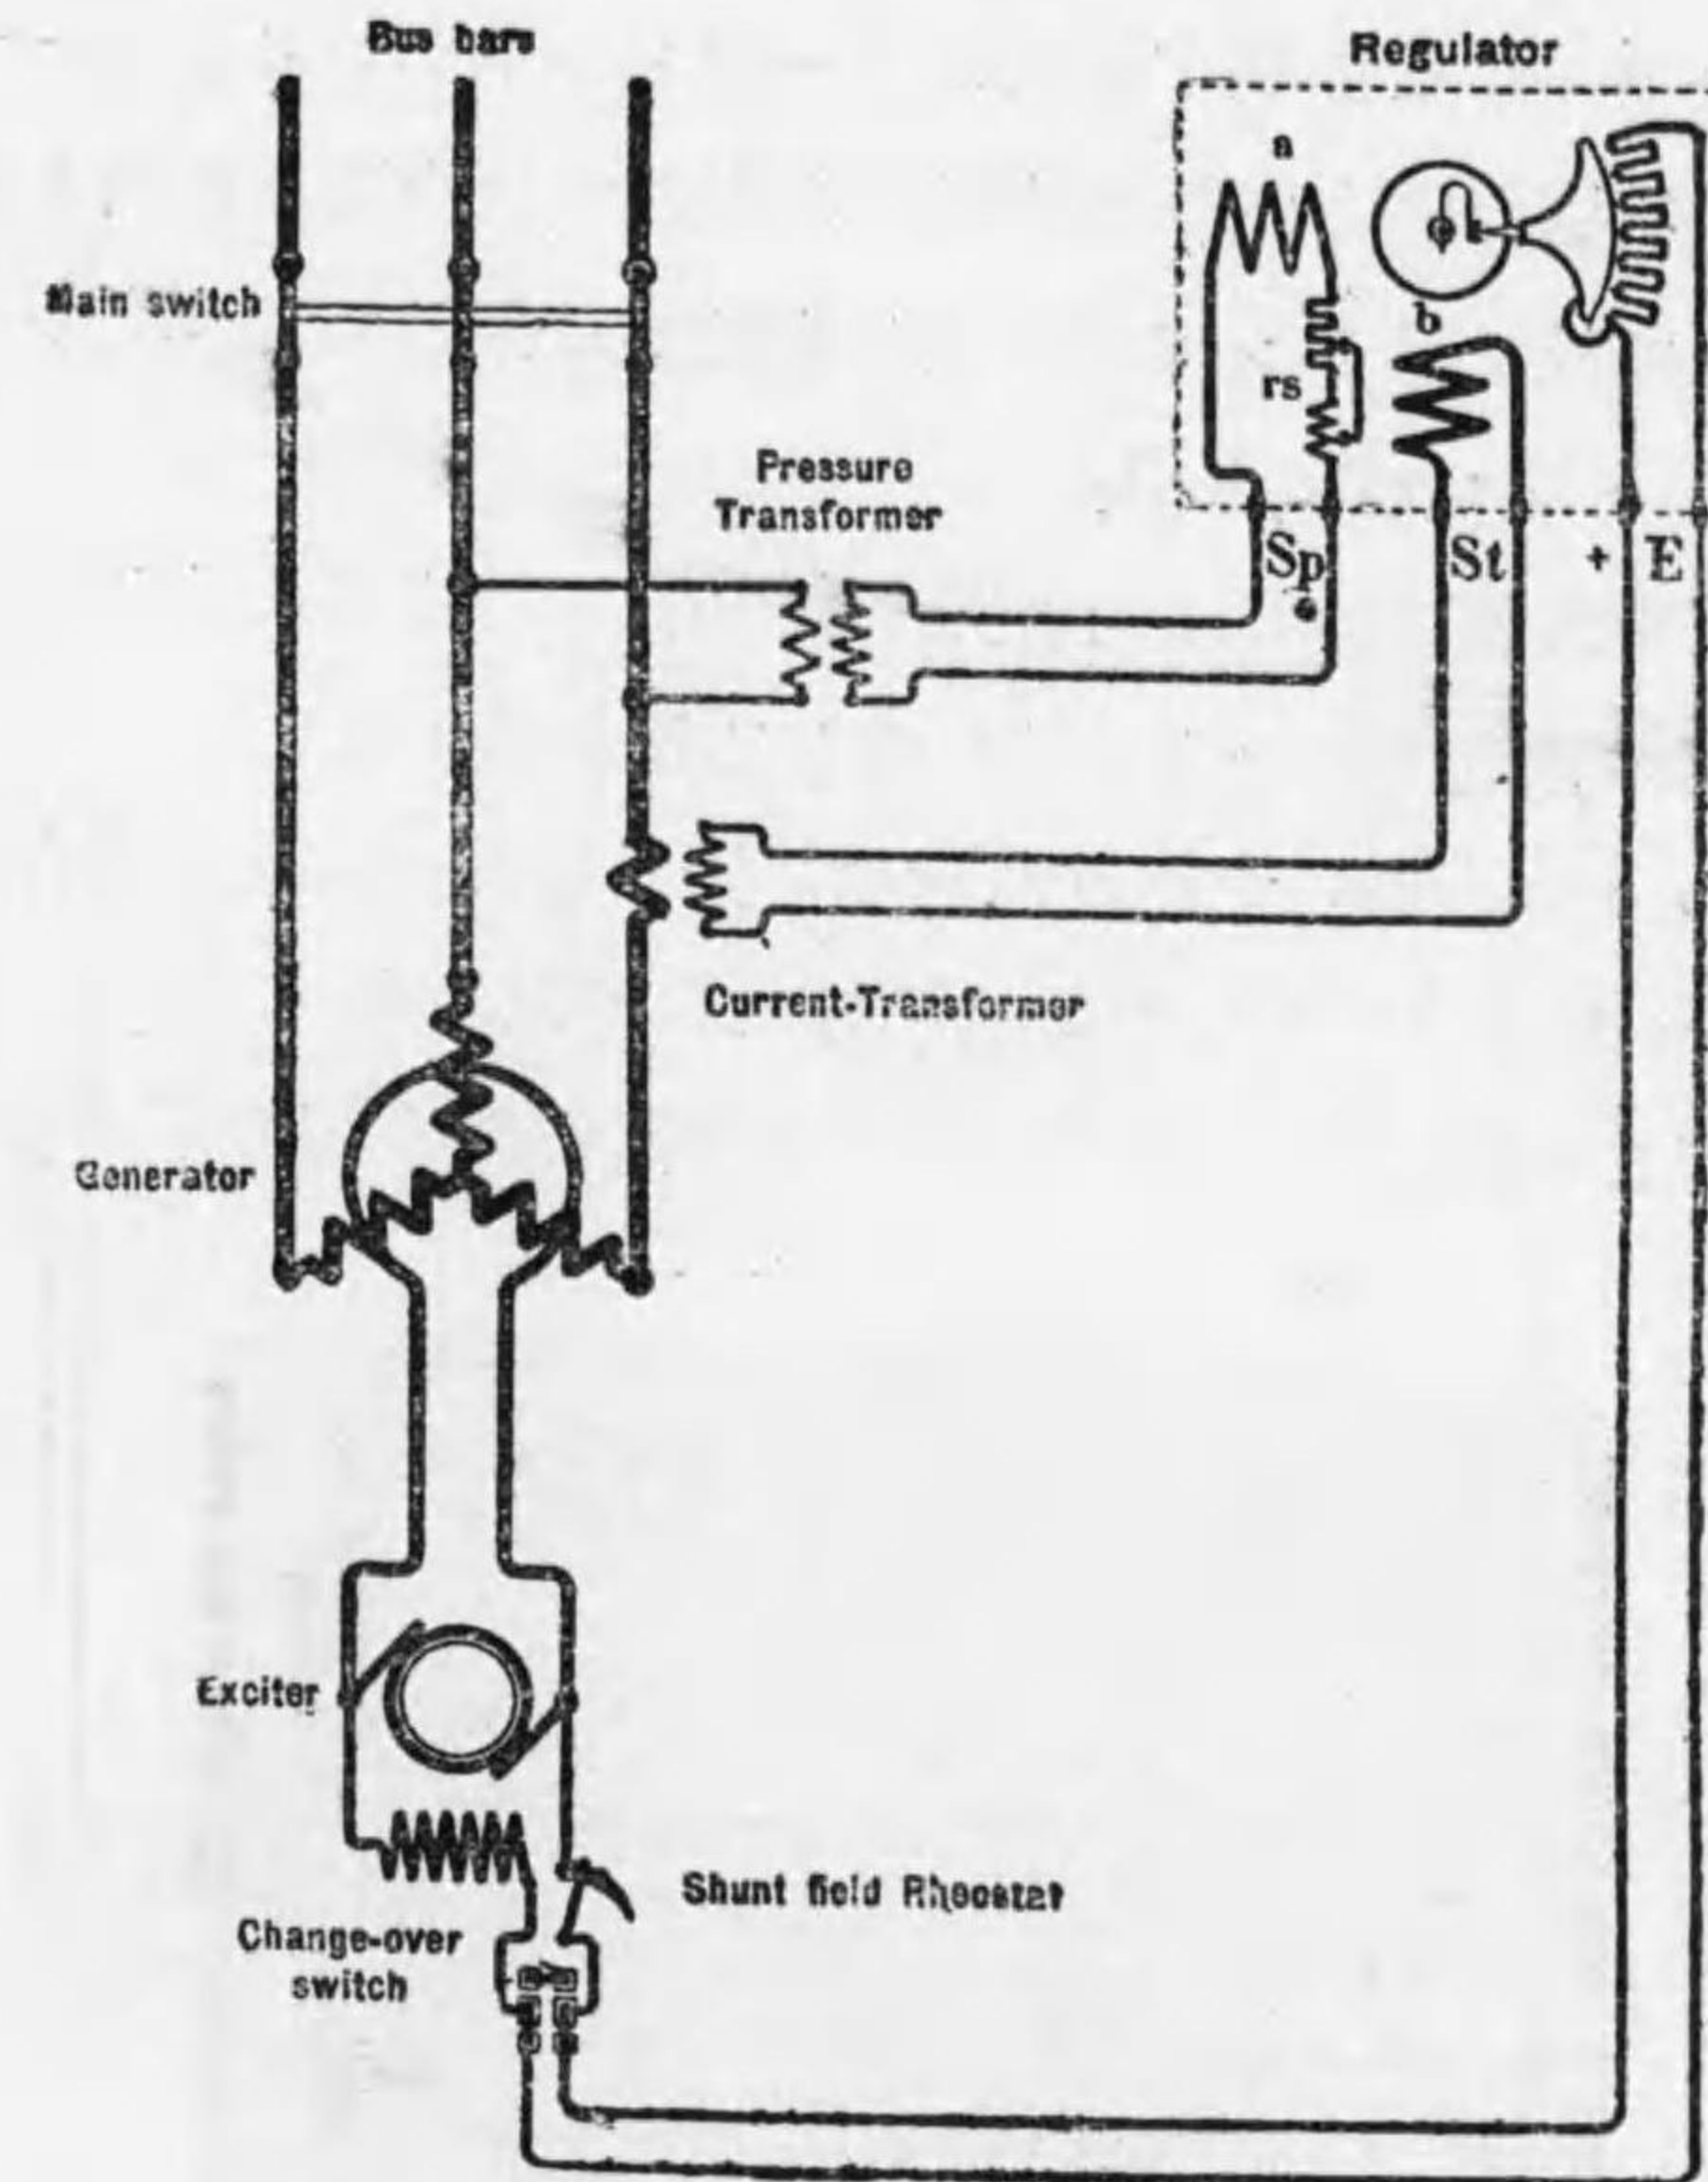 Bus bars
Regulator
a
Main switch
b
rs
Pressure
Transformer
Sp
St
+ E
Current-Transformer
Generator
Exciter
Shunt field Rheostat
Change-over
switch